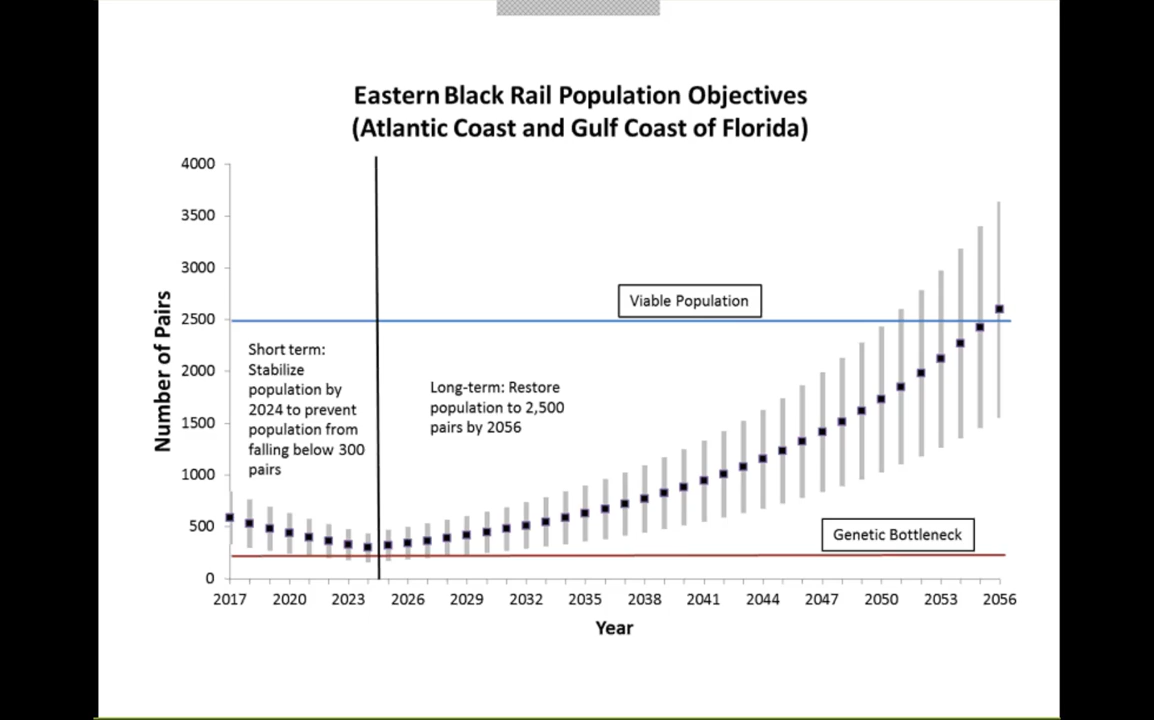 Eastern Black Rail Population Objectives
(Atlantic Coast and Gulf Coast of Florida)
4000
3500
3000
2500
2000
1500
1000
500
0
Number of Pairs
Viable Population
Short term:
Stabilize
population by
2024 to prevent
population from
falling below 300
pairs
Long-term: Restore
population to 2,500
pairs by 2056
Genetic Bottleneck
2017 2020 2023 2026 2029 2032 2035 2038 2041 2044 2047 2050 2053 2056
Year